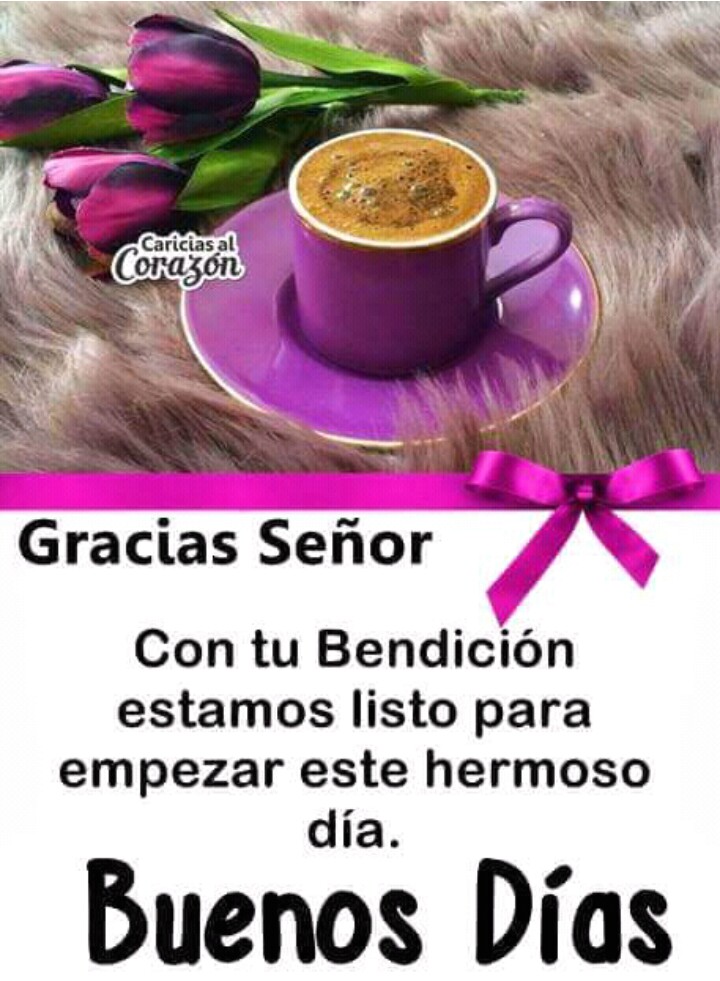 Caricias al
Corazón
Gracias Señor
Con tu Bendición
estamos listo para
empezar este hermoso
día.
Buenos Días